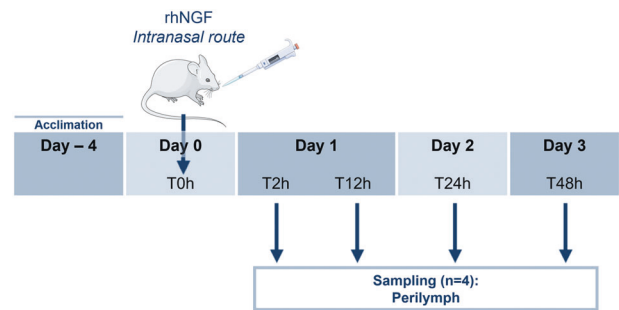 rhNGF
Intranasal route
Acclimation
Day – 4
Day 0
Day 1
Day 2
Day 3
T0h
T2h
T12h
T24h
T48h
Sampling (n=4):
Perilymph